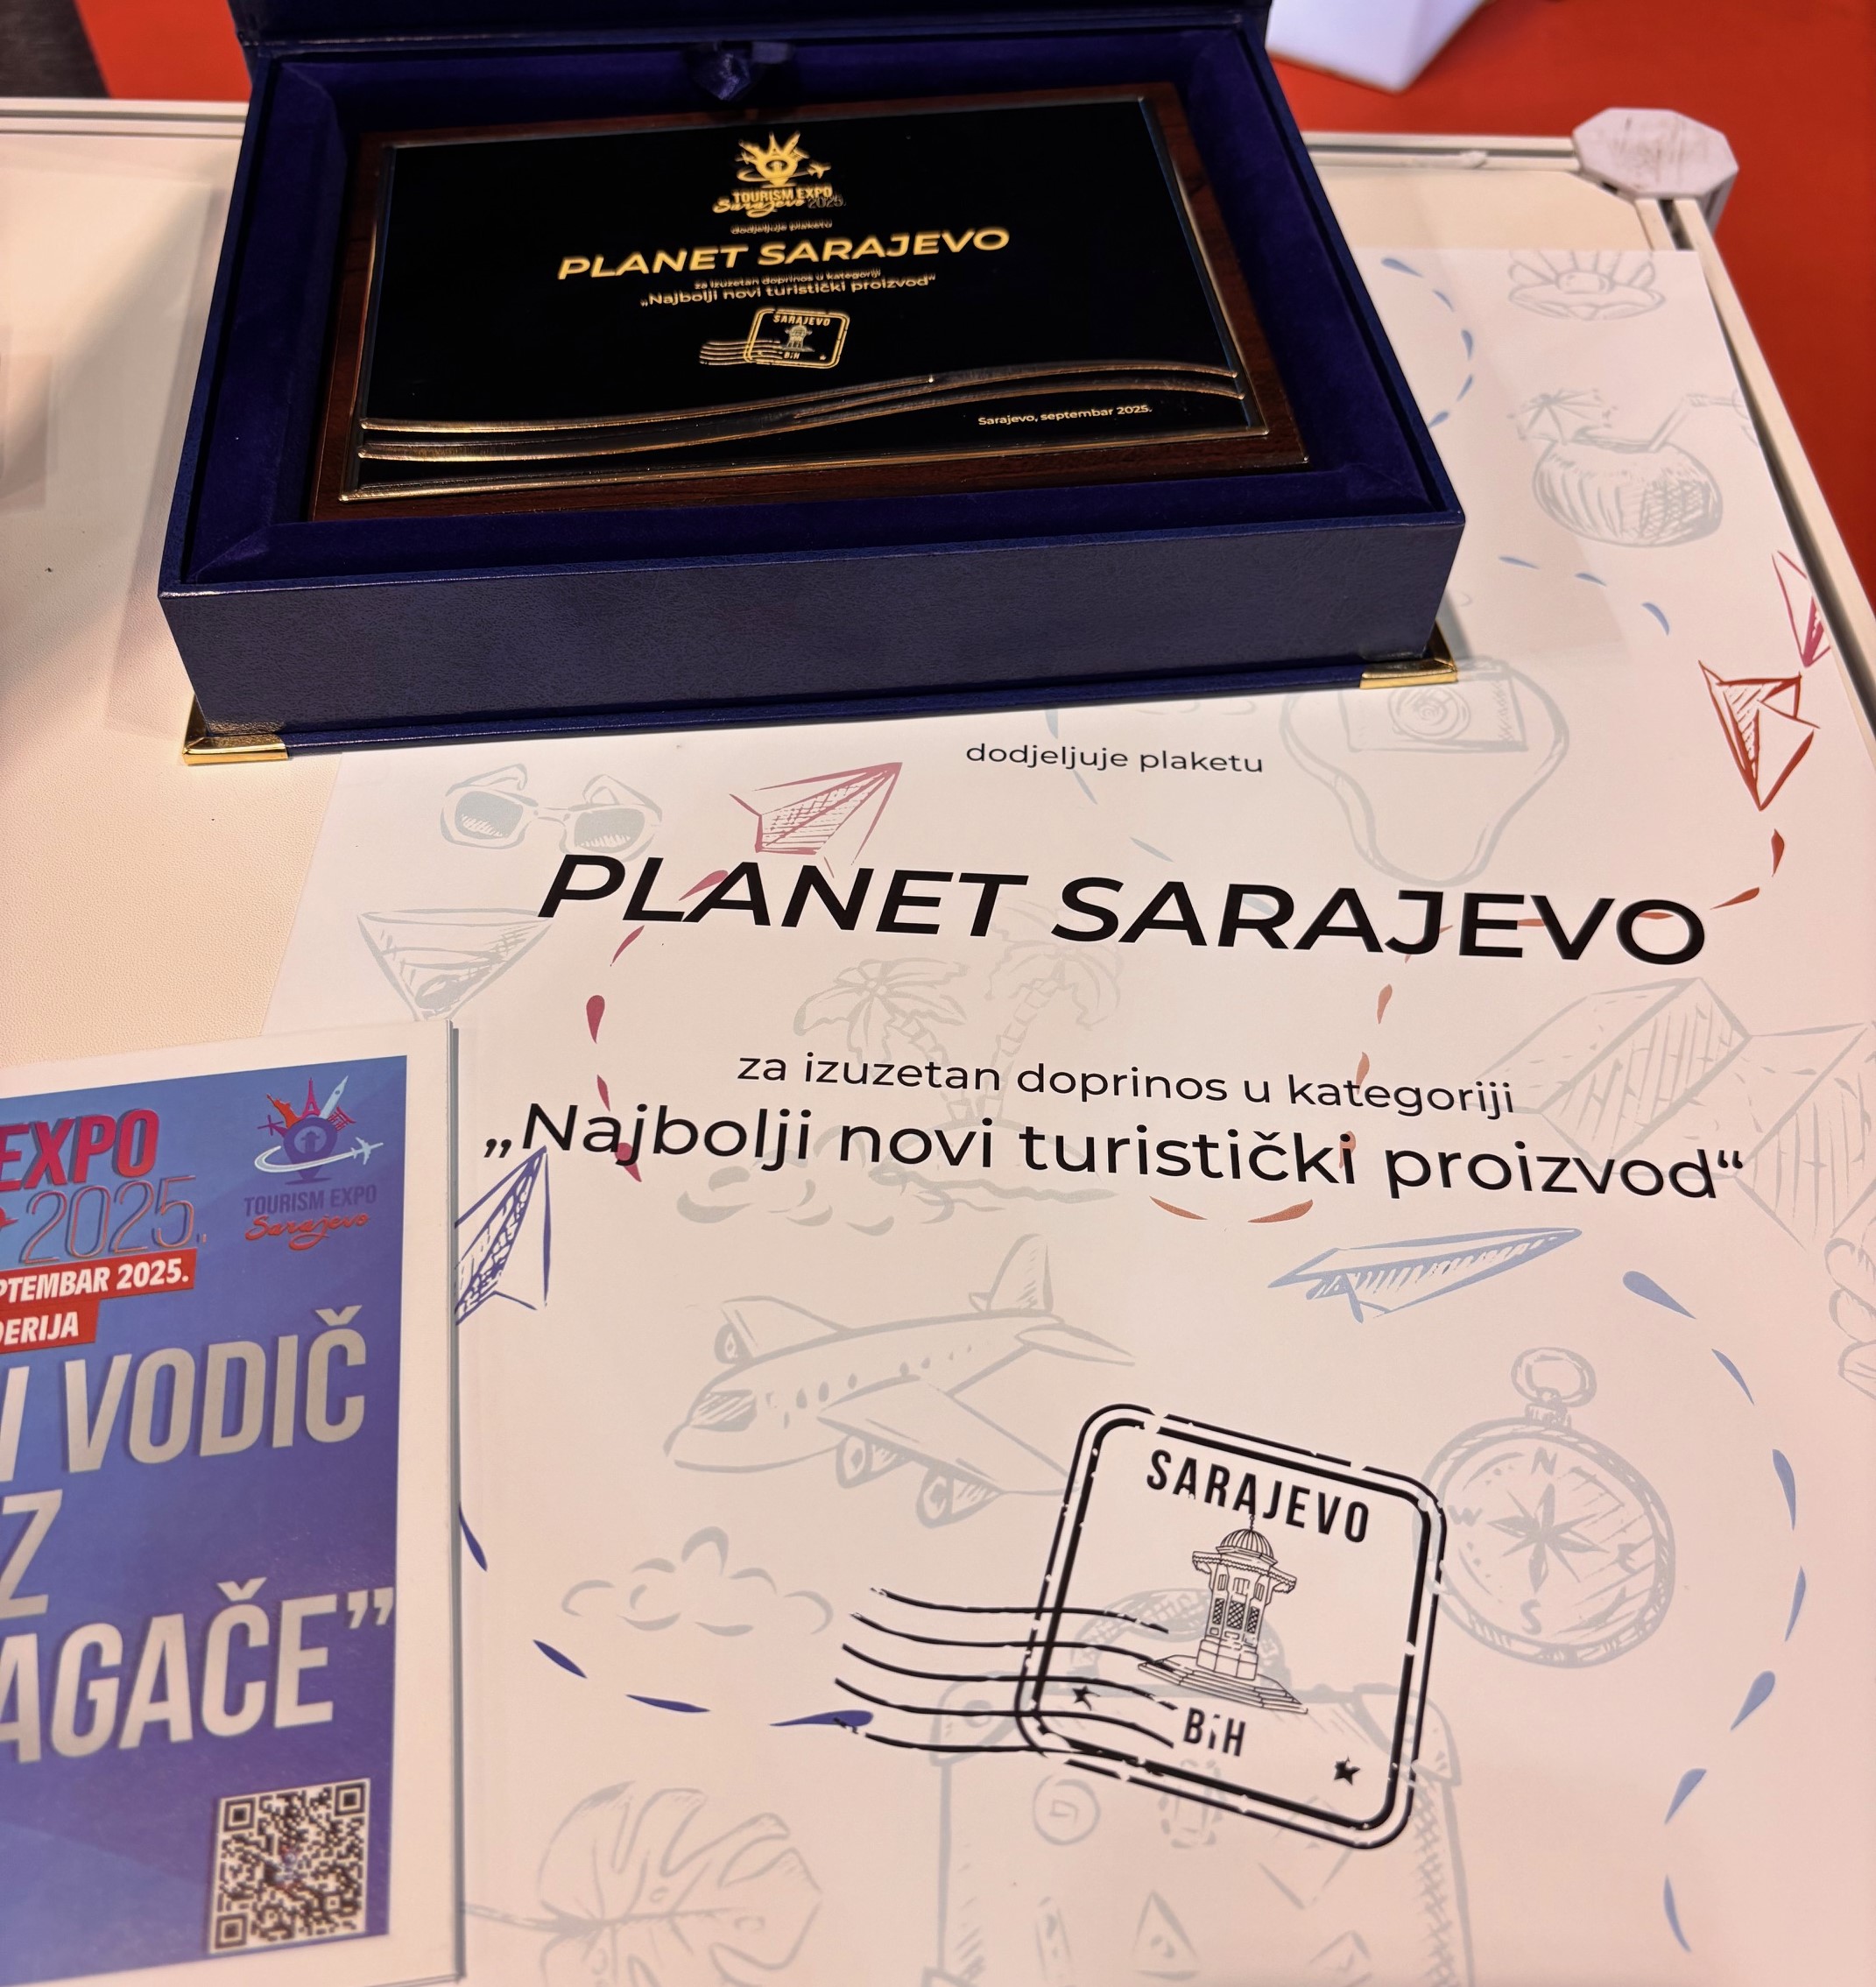 TOURISM EXPO
Sarajevo 2025.
dodjeljuje plaketu
PLANET SARAJEVO
za izuzetan doprinos u kategoriji
„Najbolji novi turistički proizvod“
SARAJEVO
BiH
Sarajevo, septembar 2025.
dodjeljuje plaketu
PLANET SARAJEVO
za izuzetan doprinos u kategoriji
„Najbolji novi turistički proizvod“
SARAJEVO
BiH
N
W
E
S
EXPO
2025.
TOURISM EXPO
Sarajevo
PTEMBAR 2025.
DERIJA
I VODIČ
Z
AGAČE”